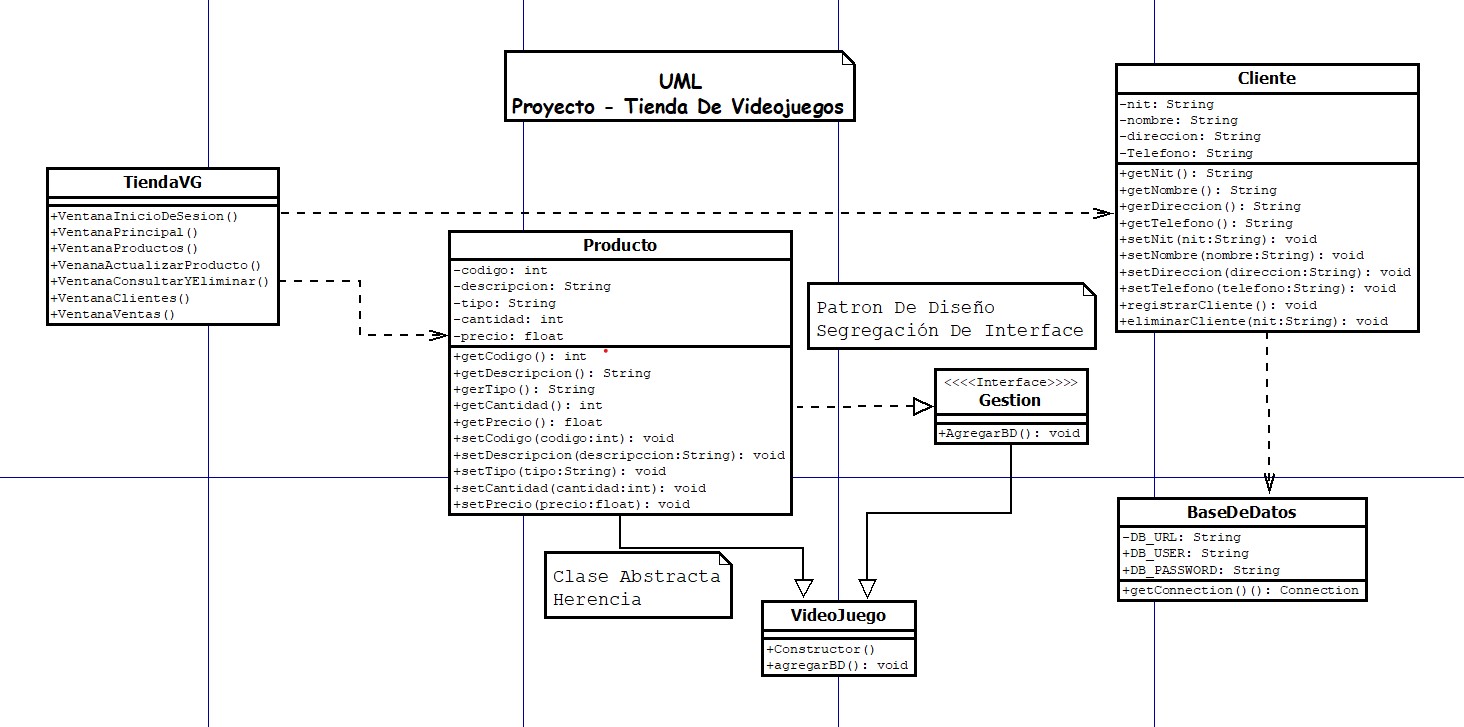 UML
Proyecto - Tienda De Videojuegos
TiendaVG
+VentanaInicioDeSesion()
+VentanaPrincipal()
+VentanaProductos()
+VenanaActualizarProducto()
+VentanaConsultarYEliminar()
+VentanaClientes()
+VentanaVentas()
Producto
-codigo: int
-descripcion: String
-tipo: String
-cantidad: int
-precio: float
+getCodigo(): int
+getDescripcion(): String
+gerTipo(): String
+getCantidad(): int
+getPrecio(): float
+setCodigo(codigo:int): void
+setDescripcion(descripccion:String): void
+setTipo(tipo:String): void
+setCantidad(cantidad:int): void
+setPrecio(precio:float): void
Cliente
-nit: String
-nombre: String
-direccion: String
-Telefono: String
+getNit(): String
+getNombre(): String
+gerDireccion(): String
+getTelefono(): String
+setNit(nit:String): void
+setNombre(nombre:String): void
+setDireccion(direccion:String): void
+setTelefono(telefono:String): void
+registrarCliente(): void
+eliminarCliente(nit:String): void
Patron De Diseño
Segregación De Interface
<<<<Interface>>>>
Gestion
+AgregarBD(): void
BaseDeDatos
-DB_URL: String
+DB_USER: String
+DB_PASSWORD: String
+getConnection()(): Connection
Clase Abstracta
Herencia
VideoJuego
+Constructor()
+agregarBD(): void